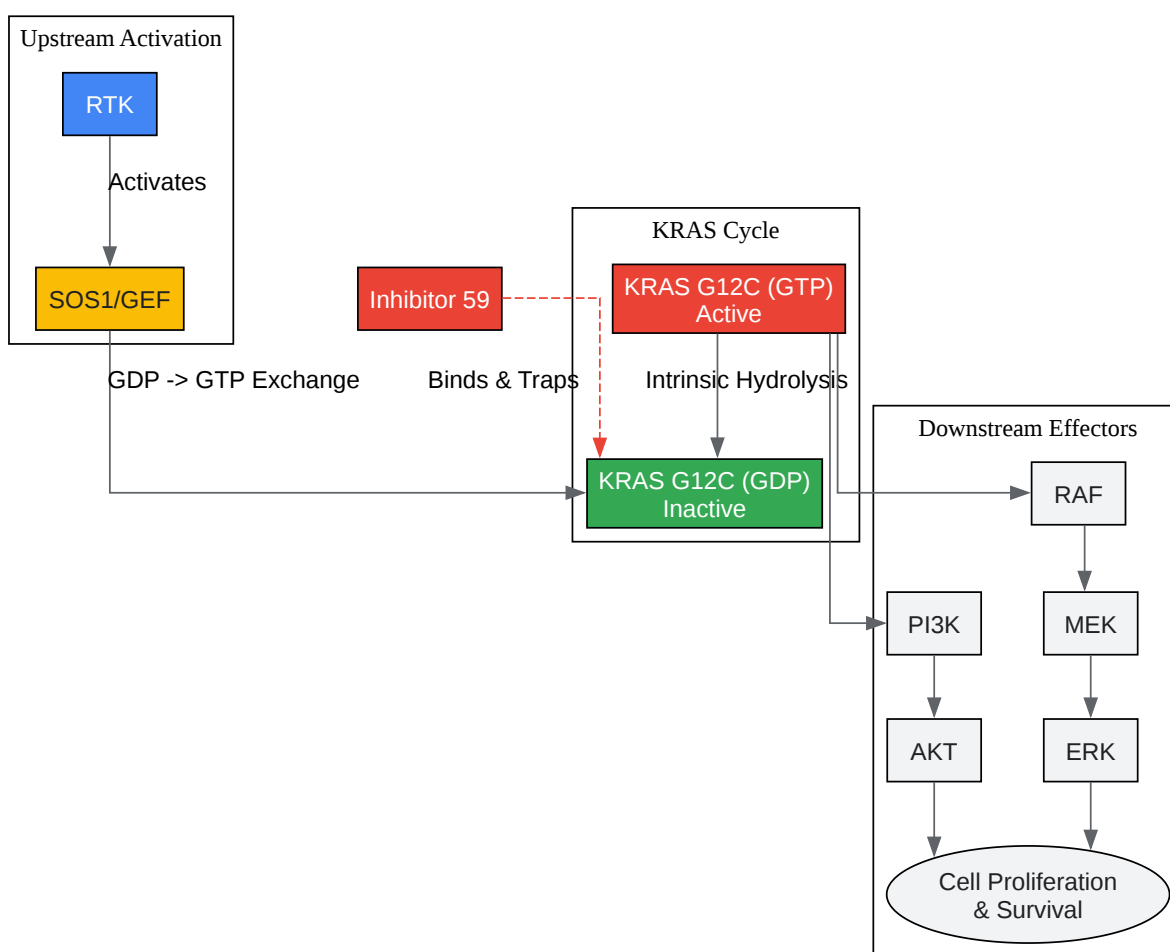 Upstream Activation
RTK
Activates
SOS1/GEF
GDP -> GTP Exchange
Inhibitor 59
Binds & Traps
KRAS Cycle
KRAS G12C (GTP)
Active
Intrinsic Hydrolysis
KRAS G12C (GDP)
Inactive
Downstream Effectors
RAF
PI3K
MEK
AKT
ERK
Cell Proliferation
& Survival